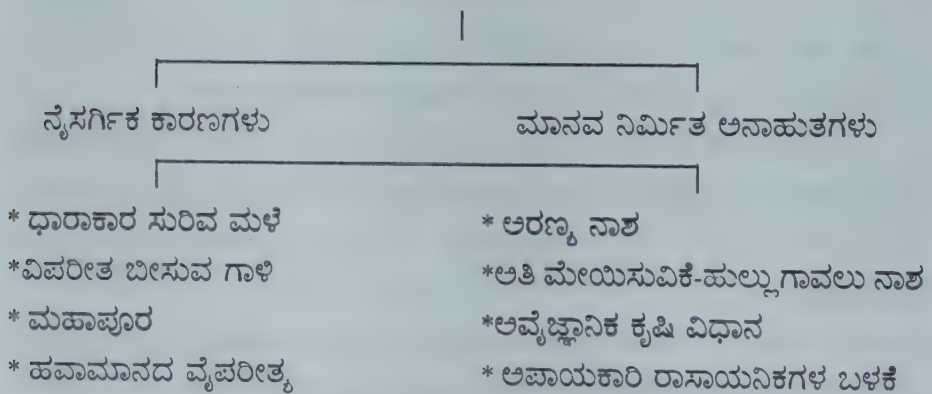 ನೈಸರ್ಗಿಕ ಕಾರಣಗಳು
ಮಾನವ ನಿರ್ಮಿತ ಅನಾಹುತಗಳು
* ಧಾರಾಕಾರ ಸುರಿವ ಮಳೆ
*ವಿಪರೀತ ಬೀಸುವ ಗಾಳಿ
* ಮಹಾಪೂರ
* ಹವಾಮಾನದ ವೈಪರೀತ್ಯ
* ಅರಣ್ಯ ನಾಶ
*ಅತಿ ಮೇಯಿಸುವಿಕೆ-ಹುಲ್ಲುಗಾವಲು ನಾಶ
*ಅವೈಜ್ಞಾನಿಕ ಕೃಷಿ ವಿಧಾನ
* ಅಪಾಯಕಾರಿ ರಾಸಾಯನಿಕಗಳ ಬಳಕೆ